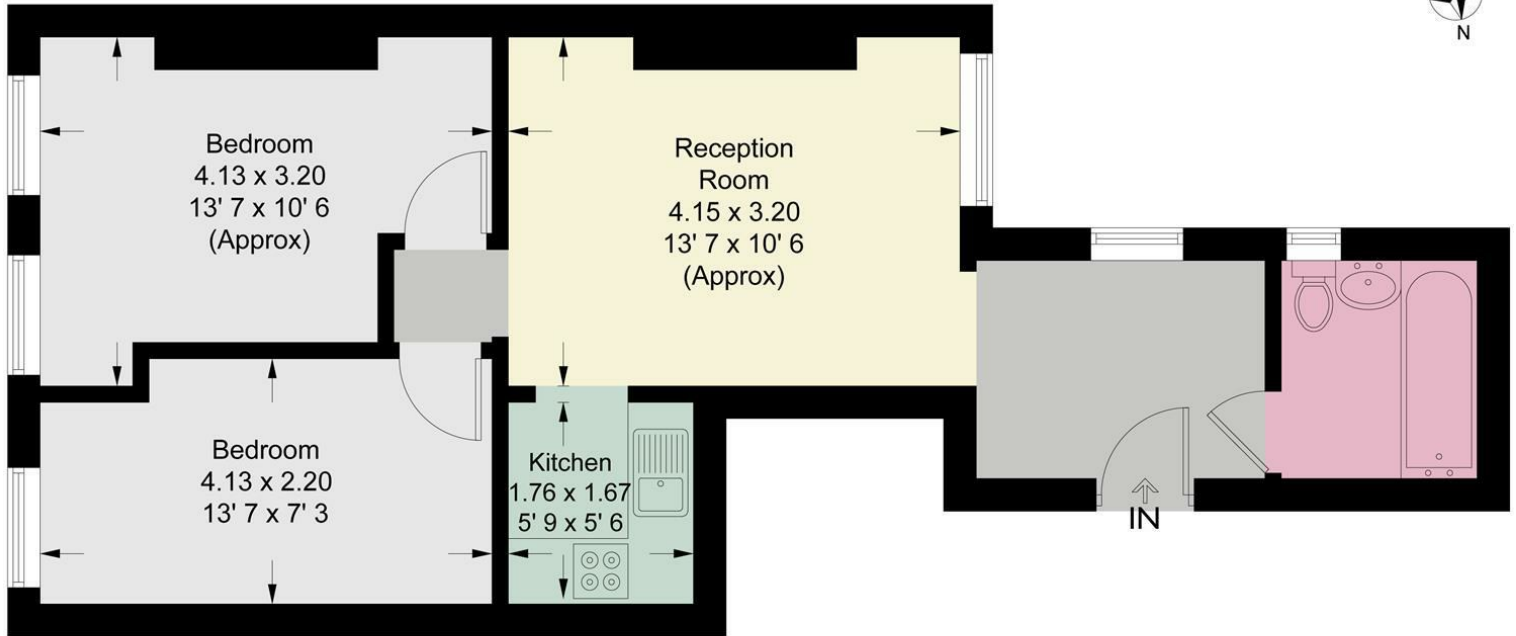 N
Bedroom
4.13 x 3.20
13' 7 x 10' 6
(Approx)
Reception
Room
4.15 x 3.20
13' 7 x 10' 6
(Approx)
Bedroom
4.13 x 2.20
13' 7 x 7' 3
Kitchen
1.76 x 1.67
5' 9 x 5' 6
IN